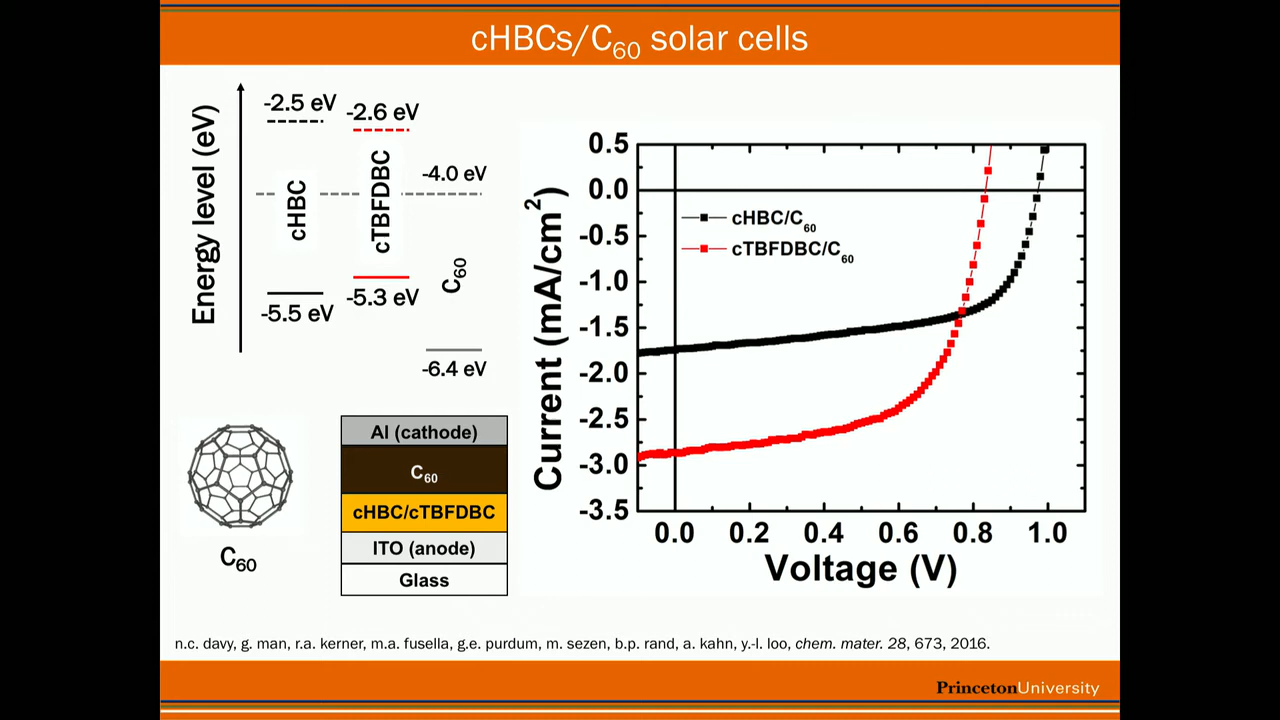 cHBCs/C60 solar cells
Energy level (eV)
-2.5 eV
-2.6 eV
-4.0 eV
cHBC
cTBFDBC
C60
-5.5 eV
-5.3 eV
-6.4 eV
C60
Al (cathode)
C60
cHBC/cTBFDBC
ITO (anode)
Glass
Current (mA/cm2)
0.5
0.0
-0.5
-1.0
-1.5
-2.0
-2.5
-3.0
-3.5
cHBC/C60
cTBFDBC/C60
0.0 0.2 0.4 0.6 0.8 1.0
Voltage (V)
n.c. davy, g. man, r.a. kerner, m.a. fusella, g.e. purdum, m. sezen, b.p. rand, a. kahn, y.-l. loo, chem. mater. 28, 673, 2016.
PrincetonUniversity